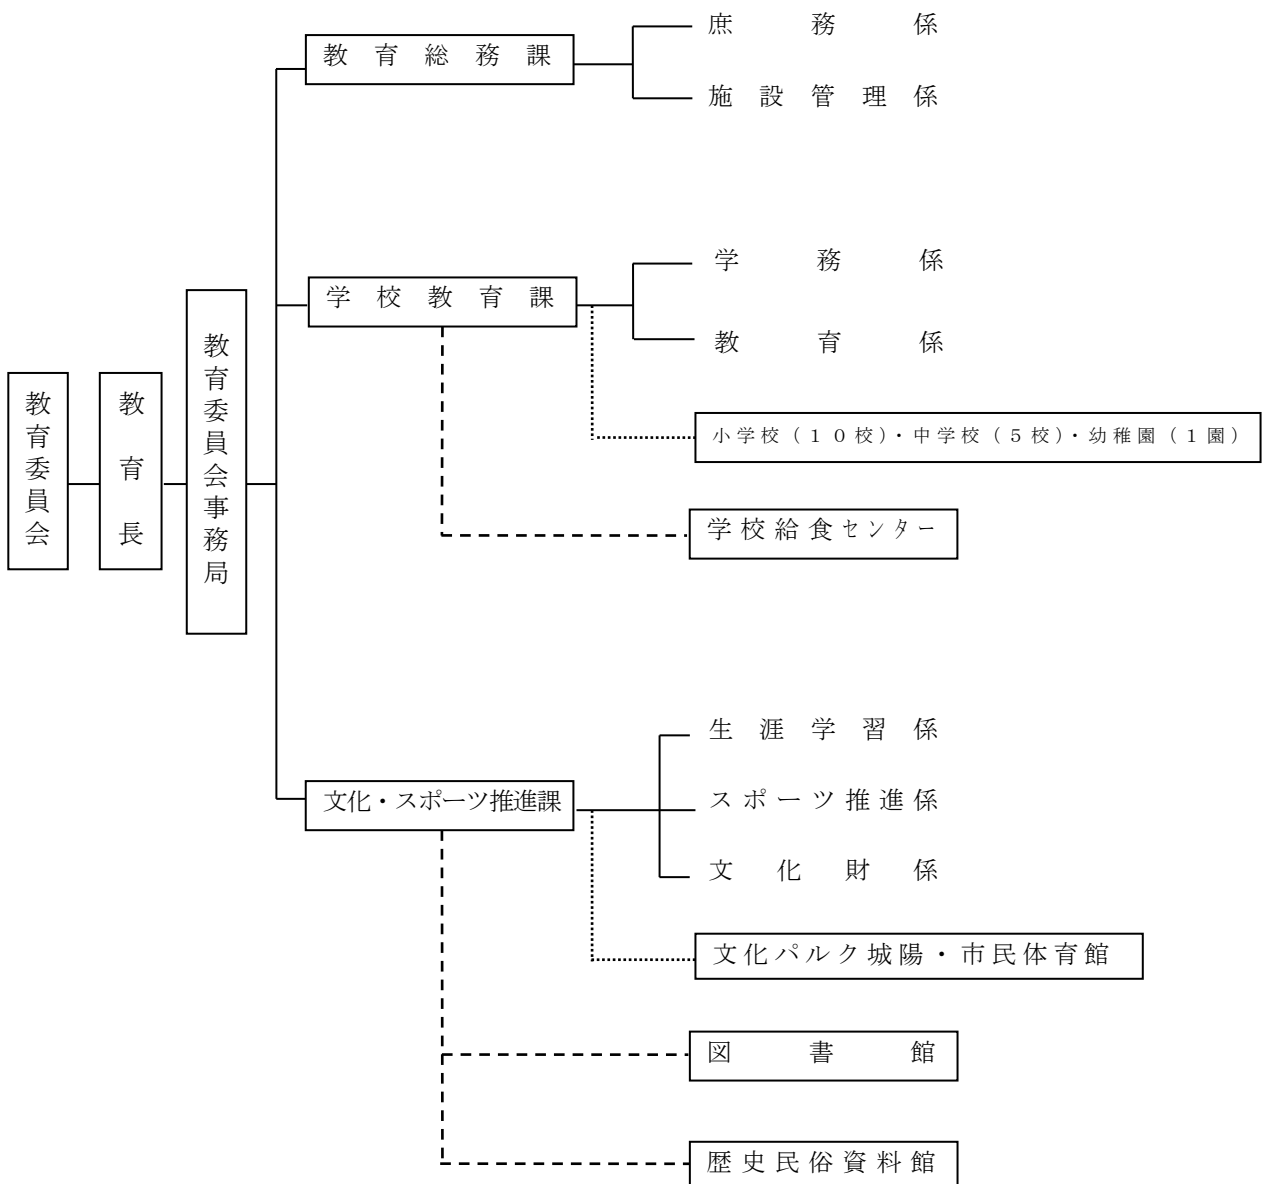 教育委員会
教育長
教育委員会事務局
教育総務課
庶務係
施設管理係
学校教育課
学務係
教育係
小学校（１０校）・中学校（５校）・幼稚園（１園）
学校給食センター
文化・スポーツ推進課
生涯学習係
スポーツ推進係
文化財係
文化パルク城陽・市民体育館
図書館
歴史民俗資料館